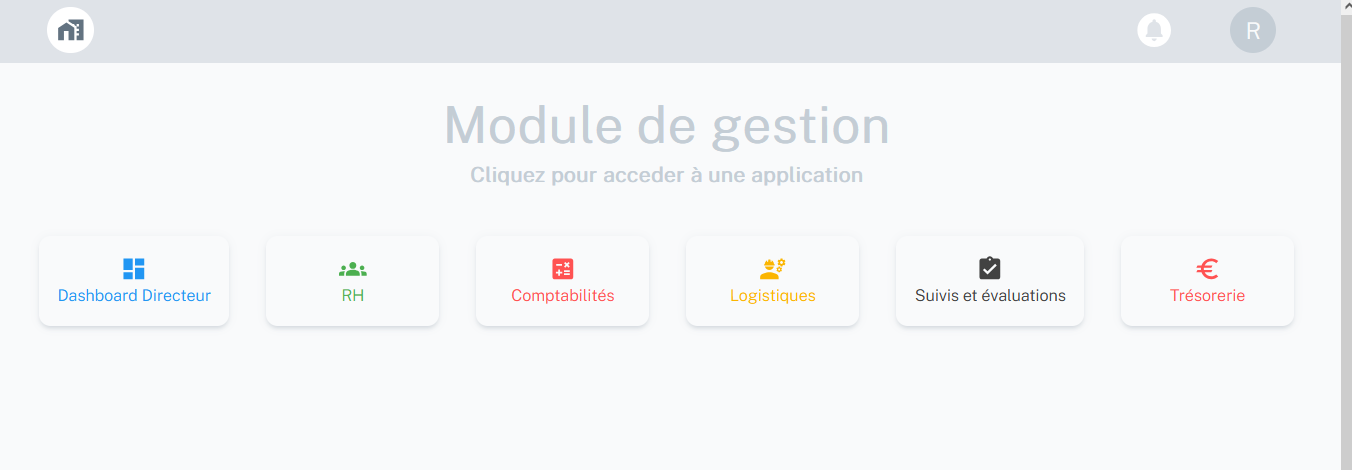 R
Module de gestion
Cliquez pour acceder à une application
Dashboard Directeur
RH
Comptabilités
Logistiques
Suivis et évaluations
Trésorerie